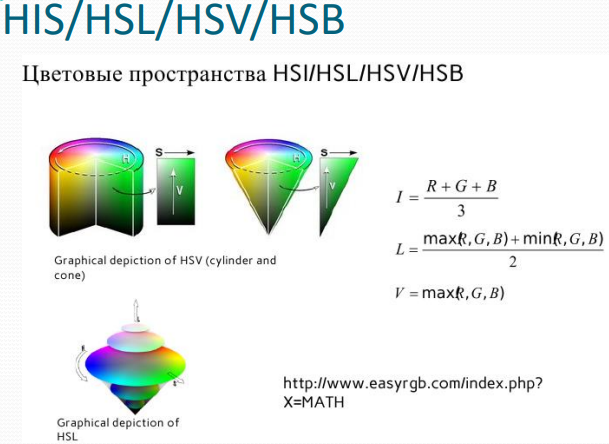 HIS/HSL/HSV/HSB
Цветовые пространства HSI/HSL/HSV/HSB
H
S
V
H
S
V
Graphical depiction of HSV (cylinder and
cone)
I = R + G + B / 3
L = max(R, G, B) + min(R, G, B) / 2
V = max(R, G, B)
Graphical depiction of
HSL
http://www.easyrgb.com/index.php?
X=MATH